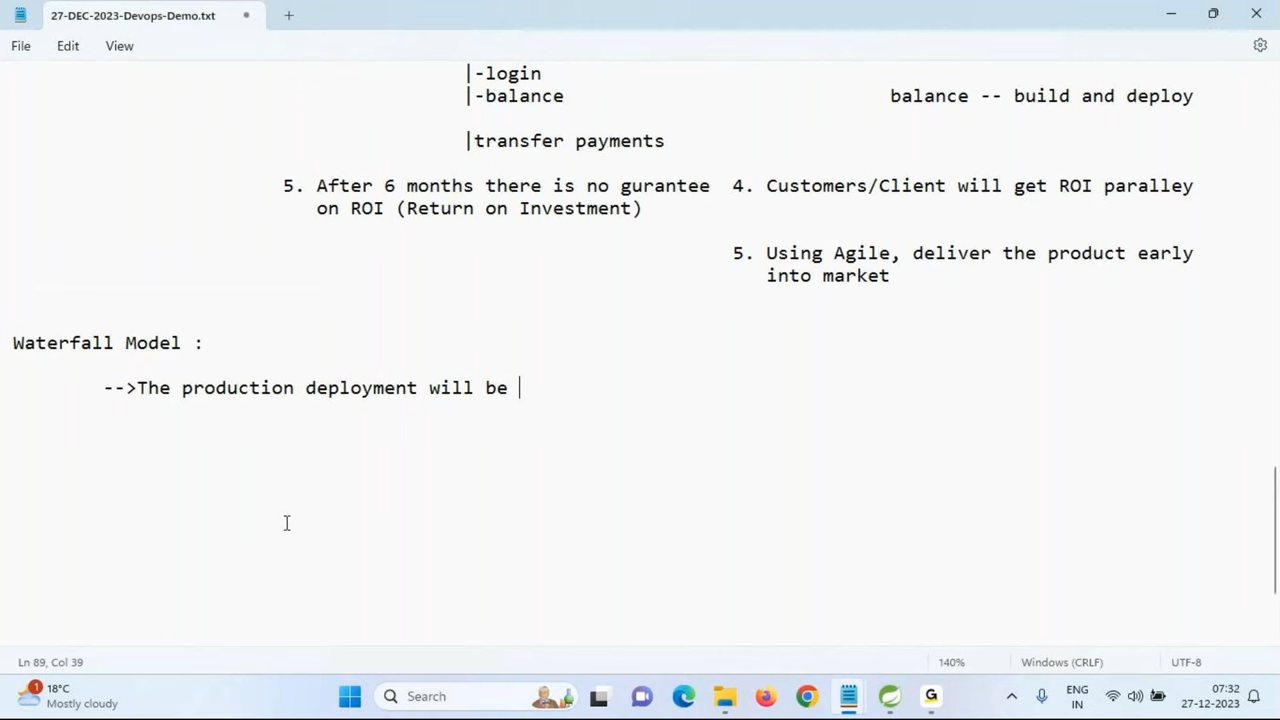 27-DEC-2023-Devops-Demo.txt
File Edit View
|-login
|-balance balance -- build and deploy
|transfer payments
5. After 6 months there is no gurantee 4. Customers/Client will get ROI paralley
on ROI (Return on Investment)
5. Using Agile, deliver the product early
into market
Waterfall Model :
-->The production deployment will be
Ln 89, Col 39 140% Windows (CRLF) UTF-8
1 18°C Search G ENG 07:32
Mostly cloudy IN 27-12-2023